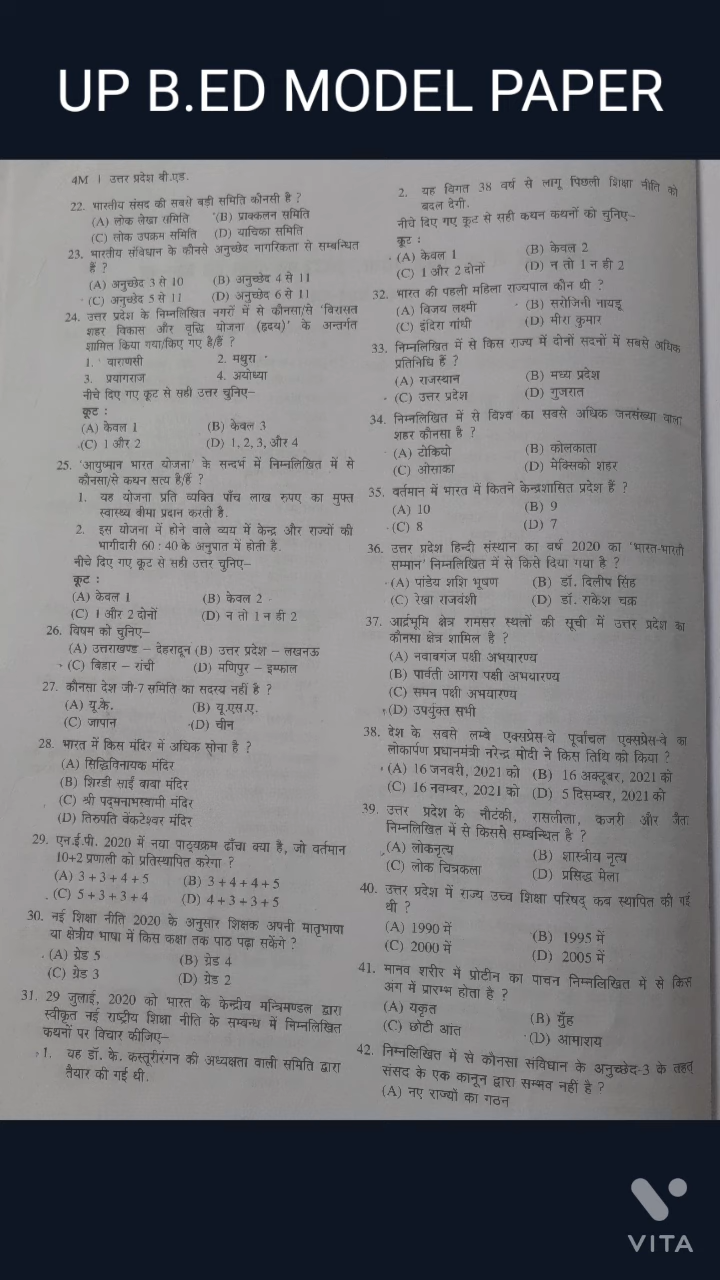 UP B.ED MODEL PAPER
4M । उत्तर प्रदेश बी.एड.
22. भारतीय संसद की सबसे बड़ी समिति कौनसी है ?
(A) लोक लेखा समिति (B) प्राक्कलन समिति
(C) लोक उपक्रम समिति (D) याचिका समिति
23. भारतीय संविधान के कौनसे अनुच्छेद नागरिकता से सम्बन्धित
हैं ?
(A) अनुच्छेद 3 से 10 (B) अनुच्छेद 4 से 11
(C) अनुच्छेद 5 से 11 (D) अनुच्छेद 6 से 11
24. उत्तर प्रदेश के निम्नलिखित नगरों में से कौनसा/से 'विरासत
शहर विकास और वृद्धि योजना (हृदय)' के अन्तर्गत
शामिल किया गया/किए गए है/हैं ?
1. वाराणसी 2. मथुरा
3. प्रयागराज 4. अयोध्या
नीचे दिए गए कूट से सही उत्तर चुनिए–
कूट :
(A) केवल 1 (B) केवल 3
(C) 1 और 2 (D) 1, 2, 3, और 4
25. 'आयुष्मान भारत योजना' के सन्दर्भ में निम्नलिखित में से
कौनसा/से कथन सत्य है/हैं ?
1. यह योजना प्रति व्यक्ति पाँच लाख रुपए का मुफ्त
स्वास्थ्य बीमा प्रदान करती है.
2. इस योजना में होने वाले व्यय में केन्द्र और राज्यों की
भागीदारी 60 : 40 के अनुपात में होती है.
नीचे दिए गए कूट से सही उत्तर चुनिए–
कूट :
(A) केवल 1 (B) केवल 2
(C) 1 और 2 दोनों (D) न तो 1 न ही 2
26. विषम को चुनिए–
(A) उत्तराखण्ड – देहरादून (B) उत्तर प्रदेश – लखनऊ
(C) बिहार – रांची (D) मणिपुर – इम्फाल
27. कौनसा देश जी-7 समिति का सदस्य नहीं है ?
(A) यू.के. (B) यू.एस.ए.
(C) जापान (D) चीन
28. भारत में किस मंदिर में अधिक सोना है ?
(A) सिद्धिविनायक मंदिर
(B) शिरडी साईं बाबा मंदिर
(C) श्री पद्मनाभस्वामी मंदिर
(D) तिरुपति वेंकटेश्वर मंदिर
29. एन.ई.पी. 2020 में नया पाठ्यक्रम ढाँचा क्या है, जो वर्तमान
10+2 प्रणाली को प्रतिस्थापित करेगा ?
(A) 3 + 3 + 4 + 5 (B) 3 + 4 + 4 + 5
(C) 5 + 3 + 3 + 4 (D) 4 + 3 + 3 + 5
30. नई शिक्षा नीति 2020 के अनुसार शिक्षक अपनी मातृभाषा
या क्षेत्रीय भाषा में किस कक्षा तक पाठ पढ़ा सकेंगे ?
(A) ग्रेड 5 (B) ग्रेड 4
(C) ग्रेड 3 (D) ग्रेड 2
31. 29 जुलाई, 2020 को भारत के केन्द्रीय मन्त्रिमण्डल द्वारा
स्वीकृत नई राष्ट्रीय शिक्षा नीति के सम्बन्ध में निम्नलिखित
कथनों पर विचार कीजिए–
1. यह डॉ. के. कस्तूरीरंगन की अध्यक्षता वाली समिति द्वारा
तैयार की गई थी.
2. यह विगत 38 वर्ष से लागू पिछली शिक्षा नीति को
बदल देगी.
नीचे दिए गए कूट से सही कथन कथनों को चुनिए–
कूट :
(A) केवल 1 (B) केवल 2
(C) 1 और 2 दोनों (D) न तो 1 न ही 2
32. भारत की पहली महिला राज्यपाल कौन थी ?
(A) विजय लक्ष्मी (B) सरोजिनी नायडू
(C) इंदिरा गांधी (D) मीरा कुमार
33. निम्नलिखित में से किस राज्य में दोनों सदनों में सबसे अधिक
प्रतिनिधि हैं ?
(A) राजस्थान (B) मध्य प्रदेश
(C) उत्तर प्रदेश (D) गुजरात
34. निम्नलिखित में से विश्व का सबसे अधिक जनसंख्या वाला
शहर कौनसा है ?
(A) टोकियो (B) कोलकाता
(C) ओसाका (D) मेक्सिको शहर
35. वर्तमान में भारत में कितने केन्द्रशासित प्रदेश हैं ?
(A) 10 (B) 9
(C) 8 (D) 7
36. उत्तर प्रदेश हिन्दी संस्थान का वर्ष 2020 का 'भारत-भारती
सम्मान' निम्नलिखित में से किसे दिया गया है ?
(A) पांडेय शशि भूषण (B) डॉ. दिलीप सिंह
(C) रेखा राजवंशी (D) डॉ. राकेश चक्र
37. आर्द्रभूमि क्षेत्र रामसर स्थलों की सूची में उत्तर प्रदेश का
कौनसा क्षेत्र शामिल है ?
(A) नवाबगंज पक्षी अभयारण्य
(B) पार्वती आगरा पक्षी अभयारण्य
(C) समन पक्षी अभयारण्य
(D) उपर्युक्त सभी
38. देश के सबसे लम्बे एक्सप्रेस-वे पूर्वांचल एक्सप्रेस-वे का
लोकार्पण प्रधानमंत्री नरेन्द्र मोदी ने किस तिथि को किया ?
(A) 16 जनवरी, 2021 को (B) 16 अक्टूबर, 2021 को
(C) 16 नवम्बर, 2021 को (D) 5 दिसम्बर, 2021 को
39. उत्तर प्रदेश के नौटंकी, रासलीला, कजरी और जैता
निम्नलिखित में से किससे सम्बन्धित है ?
(A) लोकनृत्य (B) शास्त्रीय नृत्य
(C) लोक चित्रकला (D) प्रसिद्ध मेला
40. उत्तर प्रदेश में राज्य उच्च शिक्षा परिषद् कब स्थापित की गई
थी ?
(A) 1990 में (B) 1995 में
(C) 2000 में (D) 2005 में
41. मानव शरीर में प्रोटीन का पाचन निम्नलिखित में से किस
अंग में प्रारम्भ होता है ?
(A) यकृत (B) मुँह
(C) छोटी आंत (D) आमाशय
42. निम्नलिखित में से कौनसा संविधान के अनुच्छेद-3 के तहत
संसद के एक कानून द्वारा सम्भव नहीं है ?
(A) नए राज्यों का गठन
VITA